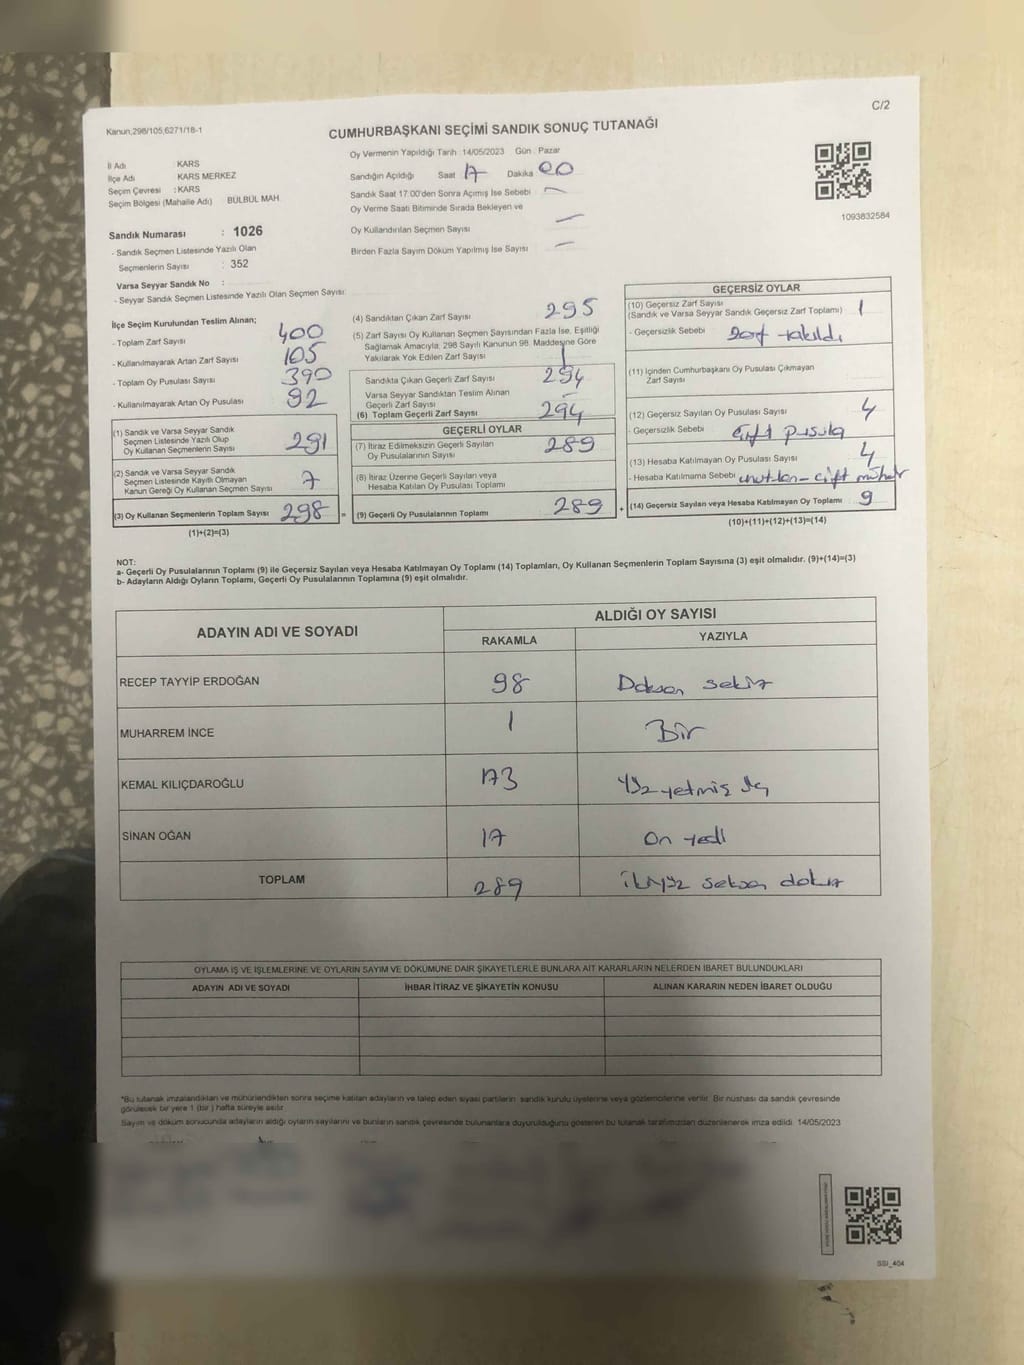 C/2
Kanun,298/105,6271/18-1
CUMHURBAŞKANI SEÇİMİ SANDIK SONUÇ TUTANAĞI
İl Adı : KARS
İlçe Adı KARS MERKEZ
Seçim Çevresi : KARS
Seçim Bölgesi (Mahalle Adı) BÜLBÜL MAH
Sandık Numarası : 1026
- Sandık Seçmen Listesinde Yazılı Olan
Seçmenlerin Sayısı : 352
Varsa Seyyar Sandık No :
- Seyyar Sandık Seçmen Listesinde Yazılı Olan Seçmen Sayısı:
Oy Vermenin Yapıldığı Tarih :14/05/2023 Gün : Pazar
Sandığın Açıldığı Saat 17 Dakika 00
Sandık Saat 17:00'den Sonra Açımış İse Sebebi : —
Oy Verme Saati Bitiminde Sırada Bekleyen ve
Oy Kullandırılan Seçmen Sayısı —
Birden Fazla Sayım Döküm Yapılmış İse Sayısı —
1093832584
İlçe Seçim Kurulundan Teslim Alınan;
- Toplam Zarf Sayısı 400
- Kullanılmayarak Artan Zarf Sayısı 105
- Toplam Oy Pusulası Sayısı 390
- Kullanılmayarak Artan Oy Pusulası 92
(1) Sandık ve Varsa Seyyar Sandık
Seçmen Listesinde Yazılı Olup
Oy Kullanan Seçmenlerin Sayısı 291
(2) Sandık ve Varsa Seyyar Sandık
Seçmen Listesinde Kayıtlı Olmayan
Kanun Gereği Oy Kullanan Seçmen Sayısı 7
(3) Oy Kullanan Seçmenlerin Toplam Sayısı 298 =
(1)+(2)=(3)
(4) Sandıktan Çıkan Zarf Sayısı 295
(5) Zarf Sayısı Oy Kullanan Seçmen Sayısından Fazla İse, Eşitliği
Sağlamak Amacıyla, 298 Sayılı Kanunun 98. Maddesine Göre
Yakılarak Yok Edilen Zarf Sayısı 1
Sandıkta Çıkan Geçerli Zarf Sayısı 294
Varsa Seyyar Sandıktan Teslim Alınan
Geçerli Zarf Sayısı
(6) Toplam Geçerli Zarf Sayısı 294
GEÇERLİ OYLAR
(7) İtiraz Edilmeksizin Geçerli Sayılan
Oy Pusulalarının Sayısı 289
(8) İtiraz Üzerine Geçerli Sayılan veya
Hesaba Katılan Oy Pusulası Toplamı
(9) Geçerli Oy Pusulalarının Toplamı 289 +
GEÇERSİZ OYLAR
(10) Geçersiz Zarf Sayısı
(Sandık ve Varsa Seyyar Sandık Geçersiz Zarf Toplamı) 1
- Geçersizlik Sebebi zarf yakıldı
(11) İçinden Cumhurbaşkanı Oy Pusulası Çıkmayan
Zarf Sayısı
(12) Geçersiz Sayılan Oy Pusulası Sayısı 4
- Geçersizlik Sebebi çift pusula
(13) Hesaba Katılmayan Oy Pusulası Sayısı 4
- Hesaba Katılmama Sebebi çift mühür
(14) Geçersiz Sayılan veya Hesaba Katılmayan Oy Toplamı 9
(10)+(11)+(12)+(13)=(14)
NOT:
a- Geçerli Oy Pusulalarının Toplamı (9) ile Geçersiz Sayılan veya Hesaba Katılmayan Oy Toplamı (14) Toplamları, Oy Kullanan Seçmenlerin Toplam Sayısına (3) eşit olmalıdır. (9)+(14)=(3)
b- Adayların Aldığı Oyların Toplamı, Geçerli Oy Pusulalarının Toplamına (9) eşit olmalıdır.
ADAYIN ADI VE SOYADI ALDIĞI OY SAYISI
RAKAMLA YAZIYLA
RECEP TAYYİP ERDOĞAN 98 Doksan sekiz
MUHARREM İNCE 1 Bir
KEMAL KILIÇDAROĞLU 173 Yüz yetmiş üç
SİNAN OĞAN 17 On yedi
TOPLAM 289 ikiyüz seksen dokuz
OYLAMA İŞ VE İŞLEMLERİNE VE OYLARIN SAYIM VE DÖKÜMÜNE DAİR ŞİKAYETLERLE BUNLARA AİT KARARLARIN NELERDEN İBARET BULUNDUKLARI
ADAYIN ADI VE SOYADI İHBAR İTİRAZ VE ŞİKAYETİN KONUSU ALINAN KARARIN NEDEN İBARET OLDUĞU
*Bu tutanak imzalandıktan ve mühürlendikten sonra seçime katılan adayların ve talep eden siyasi partilerin sandık kurulu üyelerine veya gözlemcilerine verilir. Bir nüshası da sandık çevresinde
görülecek bir yere 1 (bir ) hafta süreyle asılır.
Sayım ve döküm sonucunda adayların aldığı oyların sayılarını ve bunların sandık çevresinde bulunanlara duyurulduğunu gösteren bu tutanak tarafımızdan düzenlenerek imza edildi. 14/05/2023
SSI_404